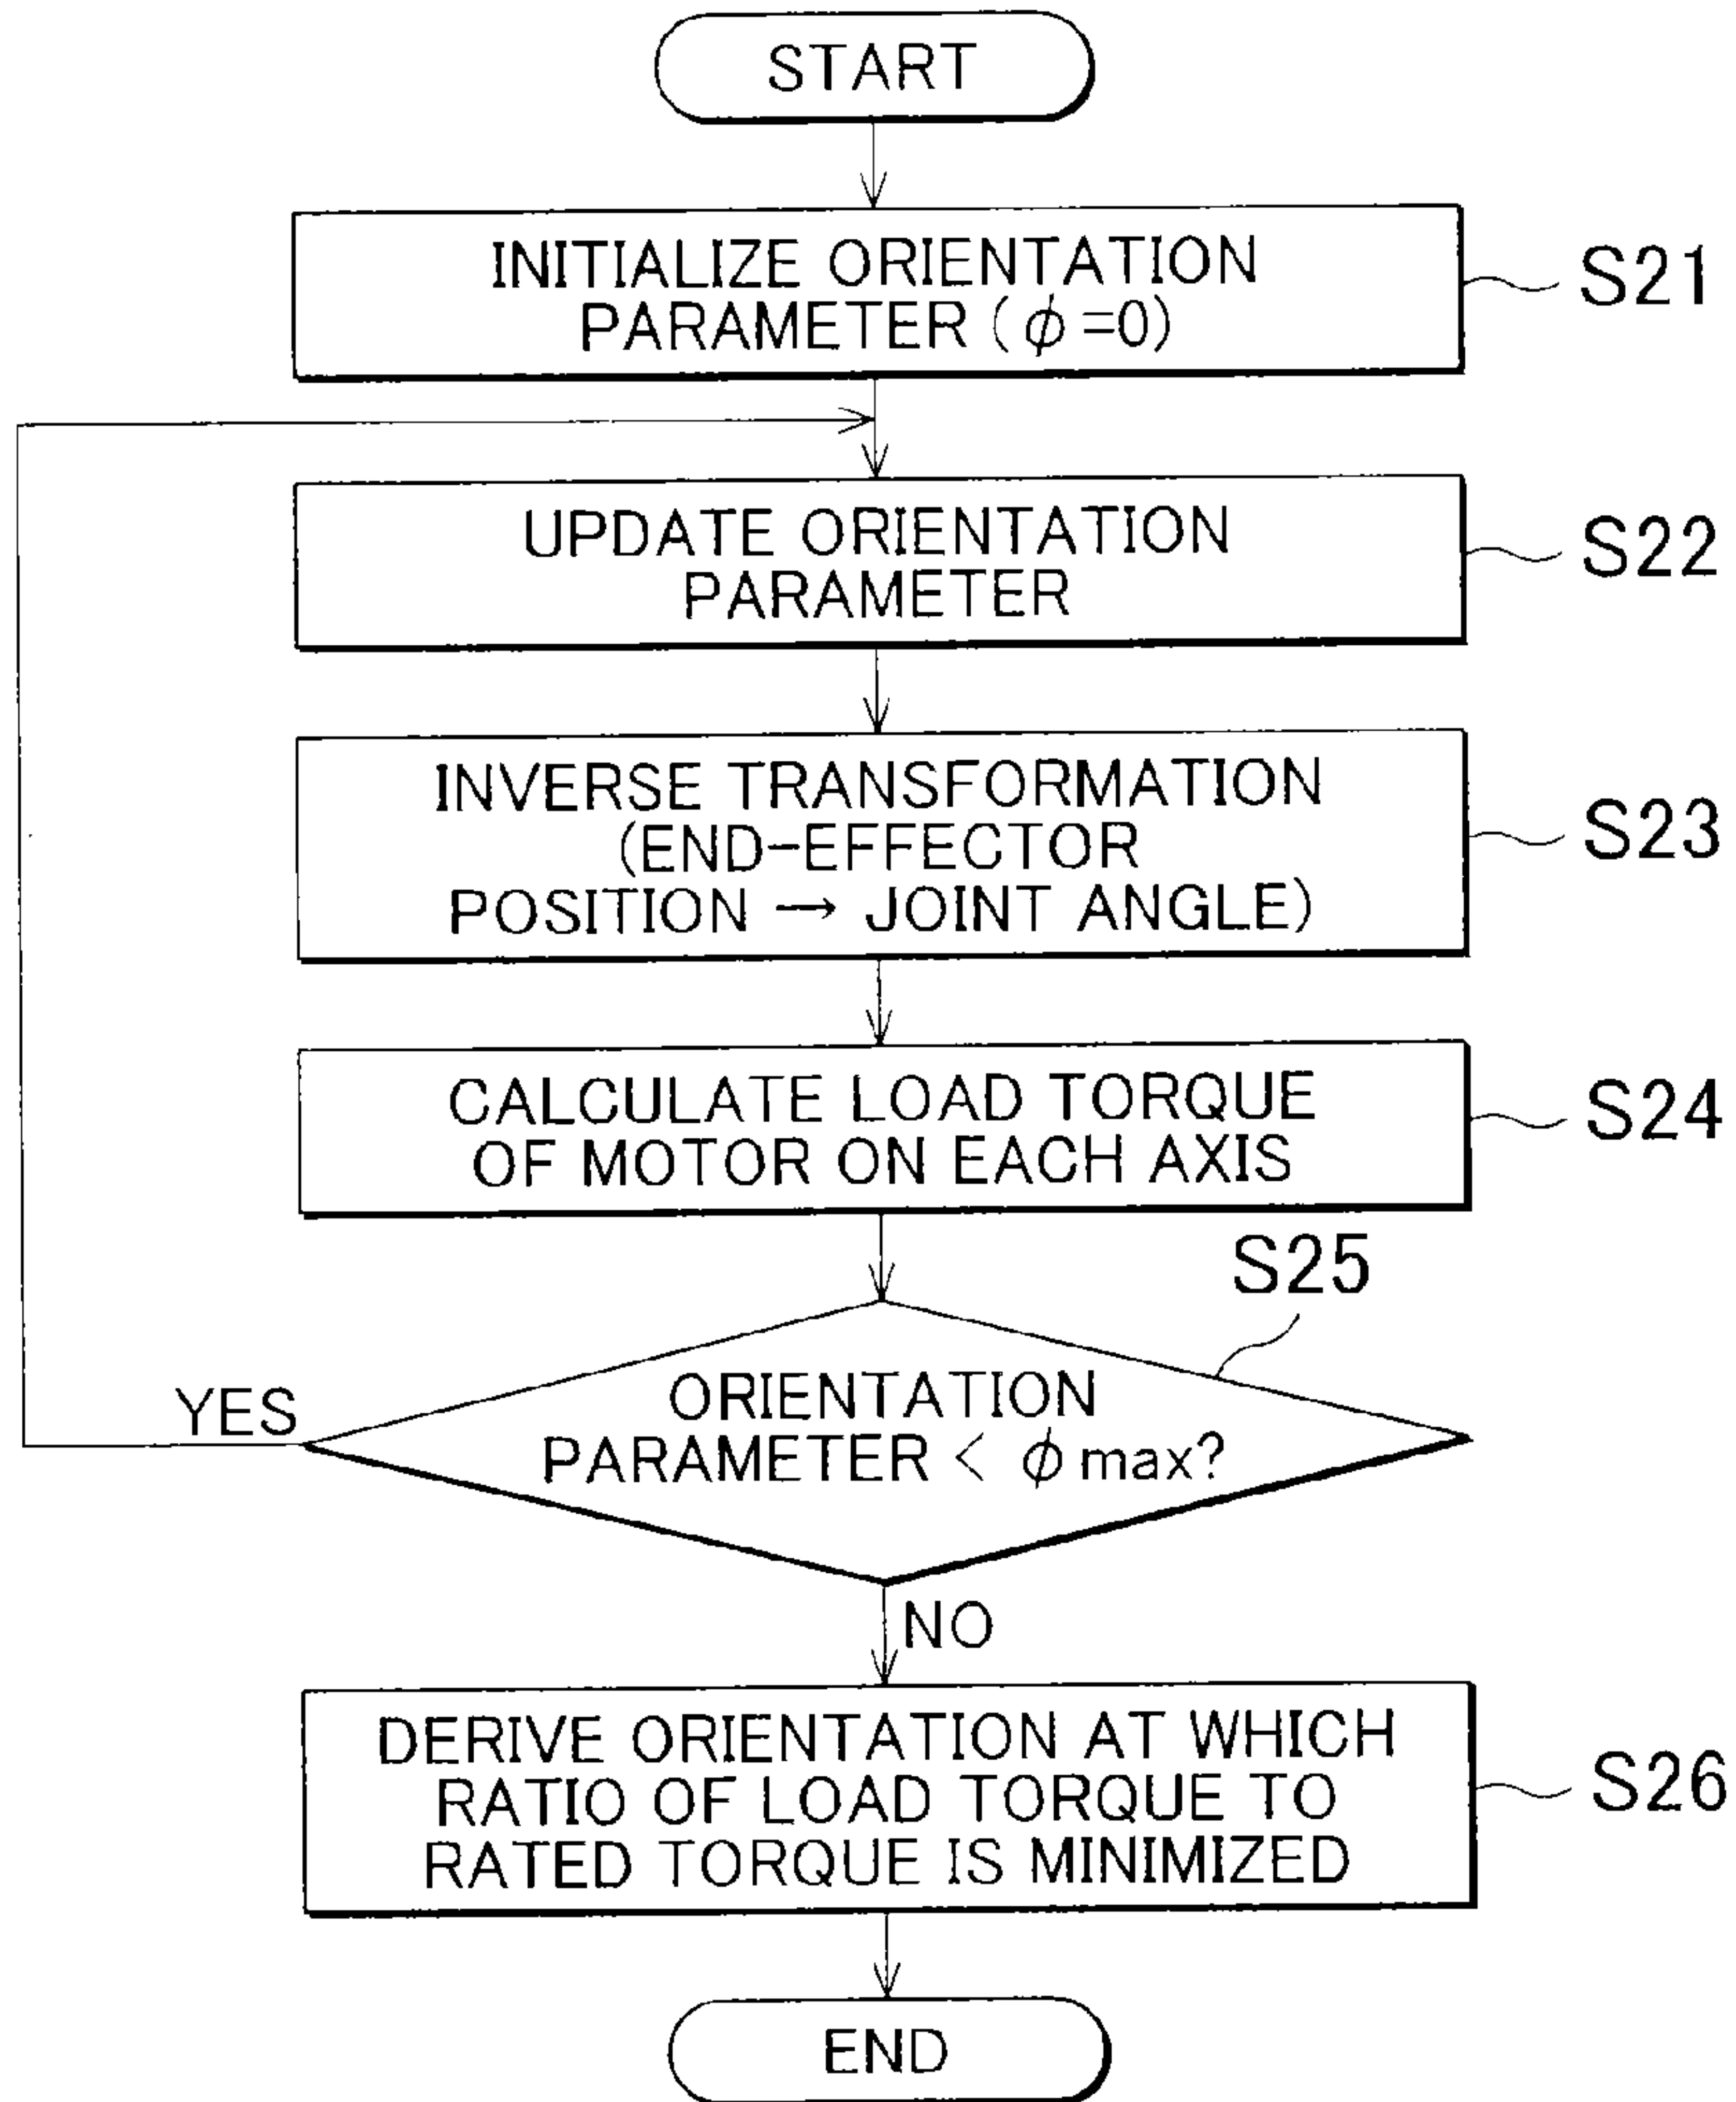 START
INITIALIZE ORIENTATION
PARAMETER (ϕ=0)
S21
UPDATE ORIENTATION
PARAMETER
S22
INVERSE TRANSFORMATION
(END-EFFECTOR
POSITION → JOINT ANGLE)
S23
CALCULATE LOAD TORQUE
OF MOTOR ON EACH AXIS
S24
S25
ORIENTATION
PARAMETER < ϕmax?
YES
NO
DERIVE ORIENTATION AT WHICH
RATIO OF LOAD TORQUE TO
RATED TORQUE IS MINIMIZED
S26
END